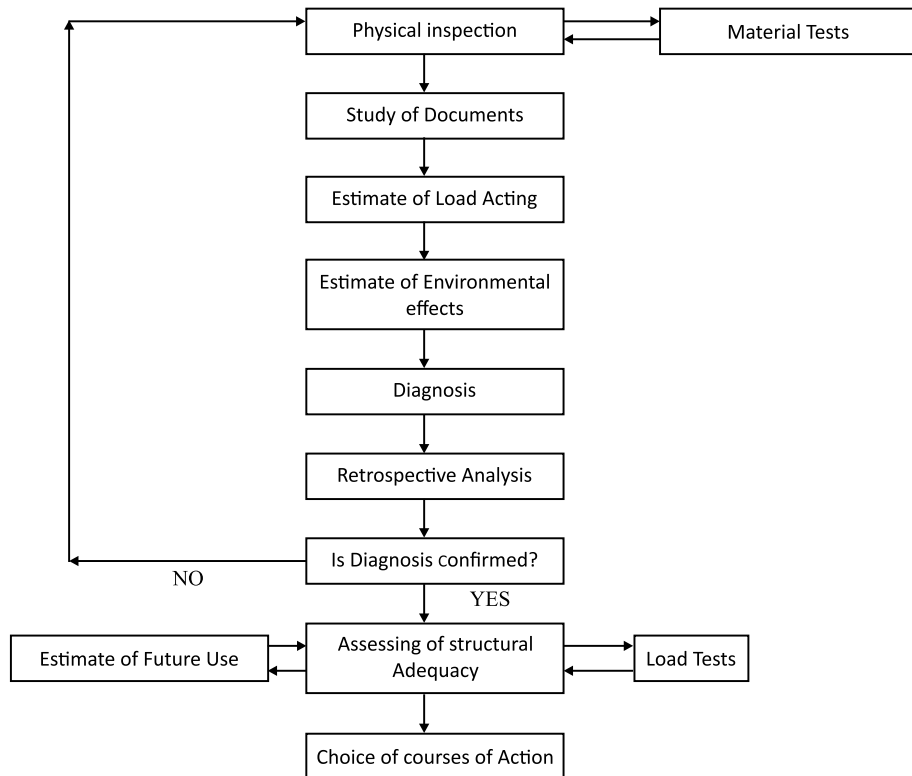 Physical inspection
Material Tests
Study of Documents
Estimate of Load Acting
Estimate of Environmental
effects
Diagnosis
Retrospective Analysis
Is Diagnosis confirmed?
NO
YES
Assessing of structural
Adequacy
Estimate of Future Use
Load Tests
Choice of courses of Action